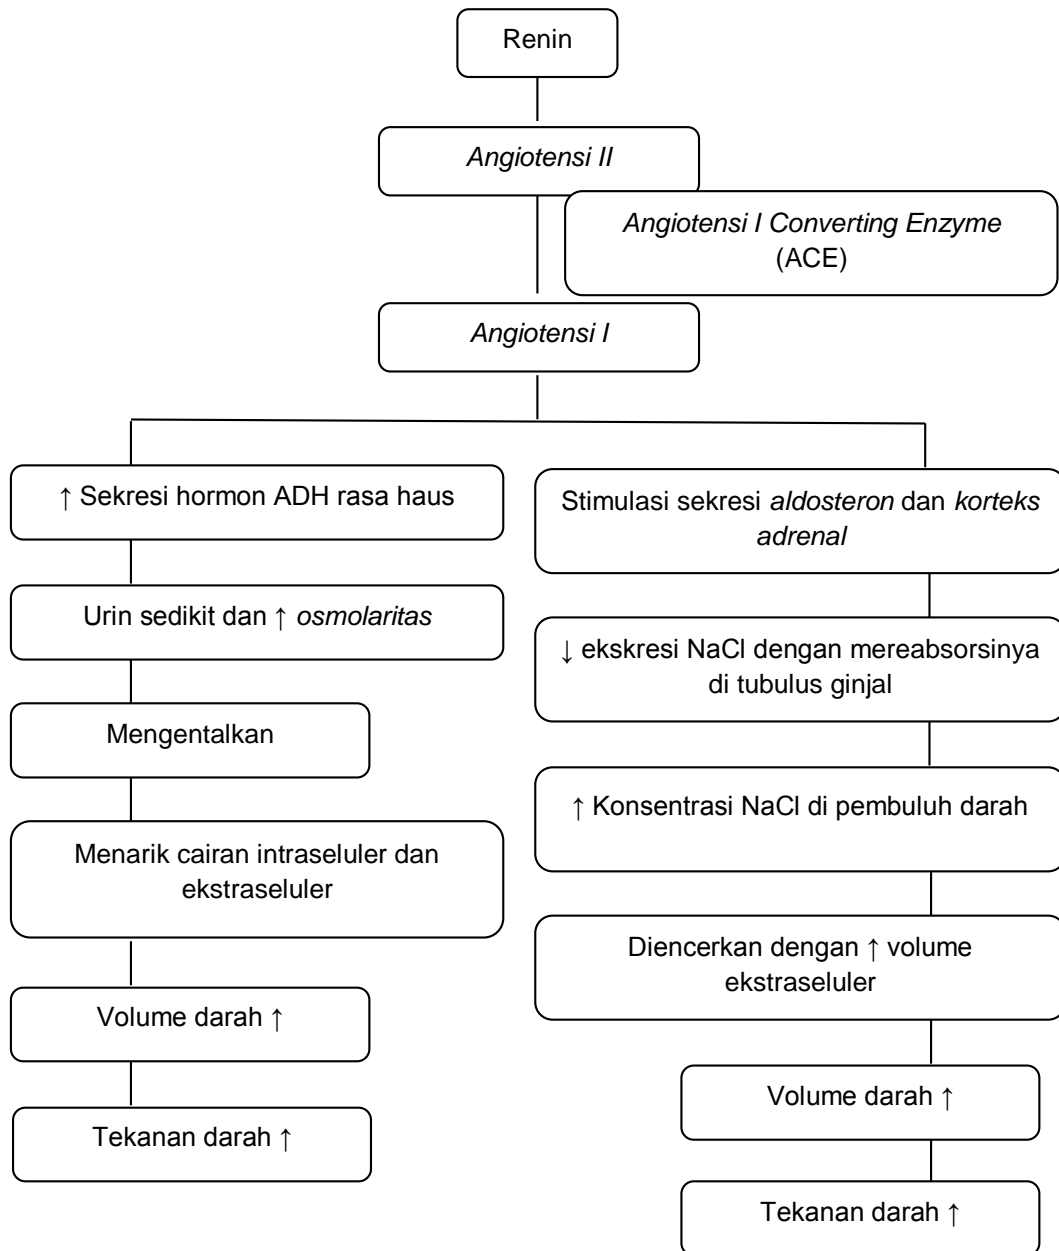 Renin
Angiotensi II
Angiotensi I Converting Enzyme
(ACE)
Angiotensi I
↑ Sekresi hormon ADH rasa haus
Urin sedikit dan ↑ osmolaritas
Mengentalkan
Menarik cairan intraseluler dan
ekstraseluler
Volume darah ↑
Tekanan darah ↑
Stimulasi sekresi aldosteron dan korteks
adrenal
↓ ekskresi NaCl dengan mereabsorsinya
di tubulus ginjal
↑ Konsentrasi NaCl di pembuluh darah
Diencerkan dengan ↑ volume
ekstraseluler
Volume darah ↑
Tekanan darah ↑